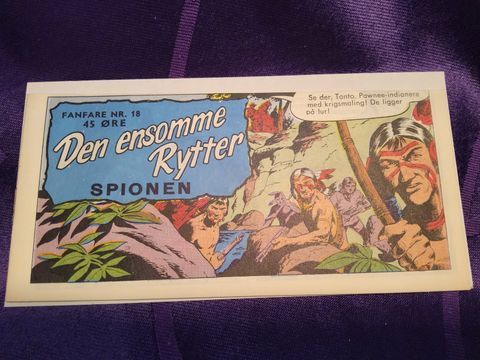 FANFARE NR. 18
45 ØRE
Den ensomme
Rytter
SPIONEN
Se der, Tonto. Pawnee-indianere
med krigsmaling! De ligger
på lur!